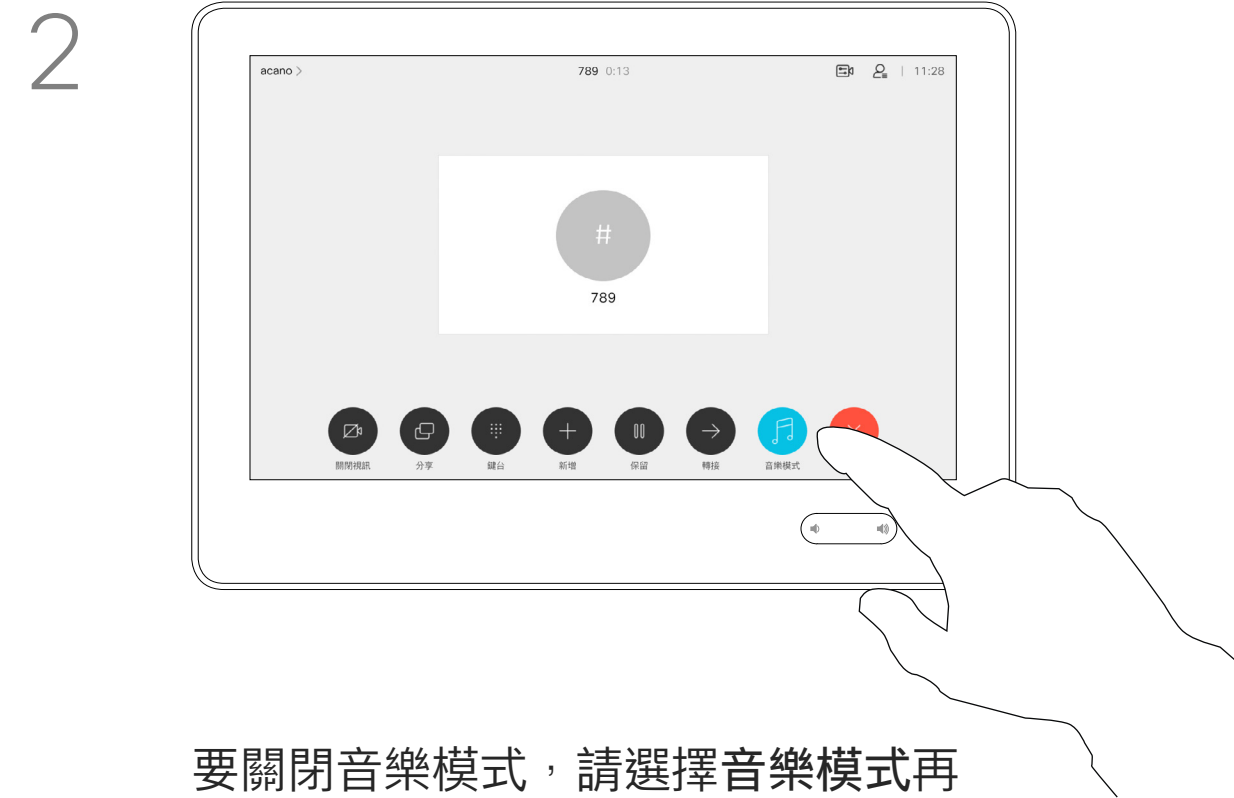 2
acano >
789 0:13
11:28
#
789
關閉視訊
分享
鍵台
新增
保留
轉接
音樂模式
要關閉音樂模式，請選擇音樂模式再